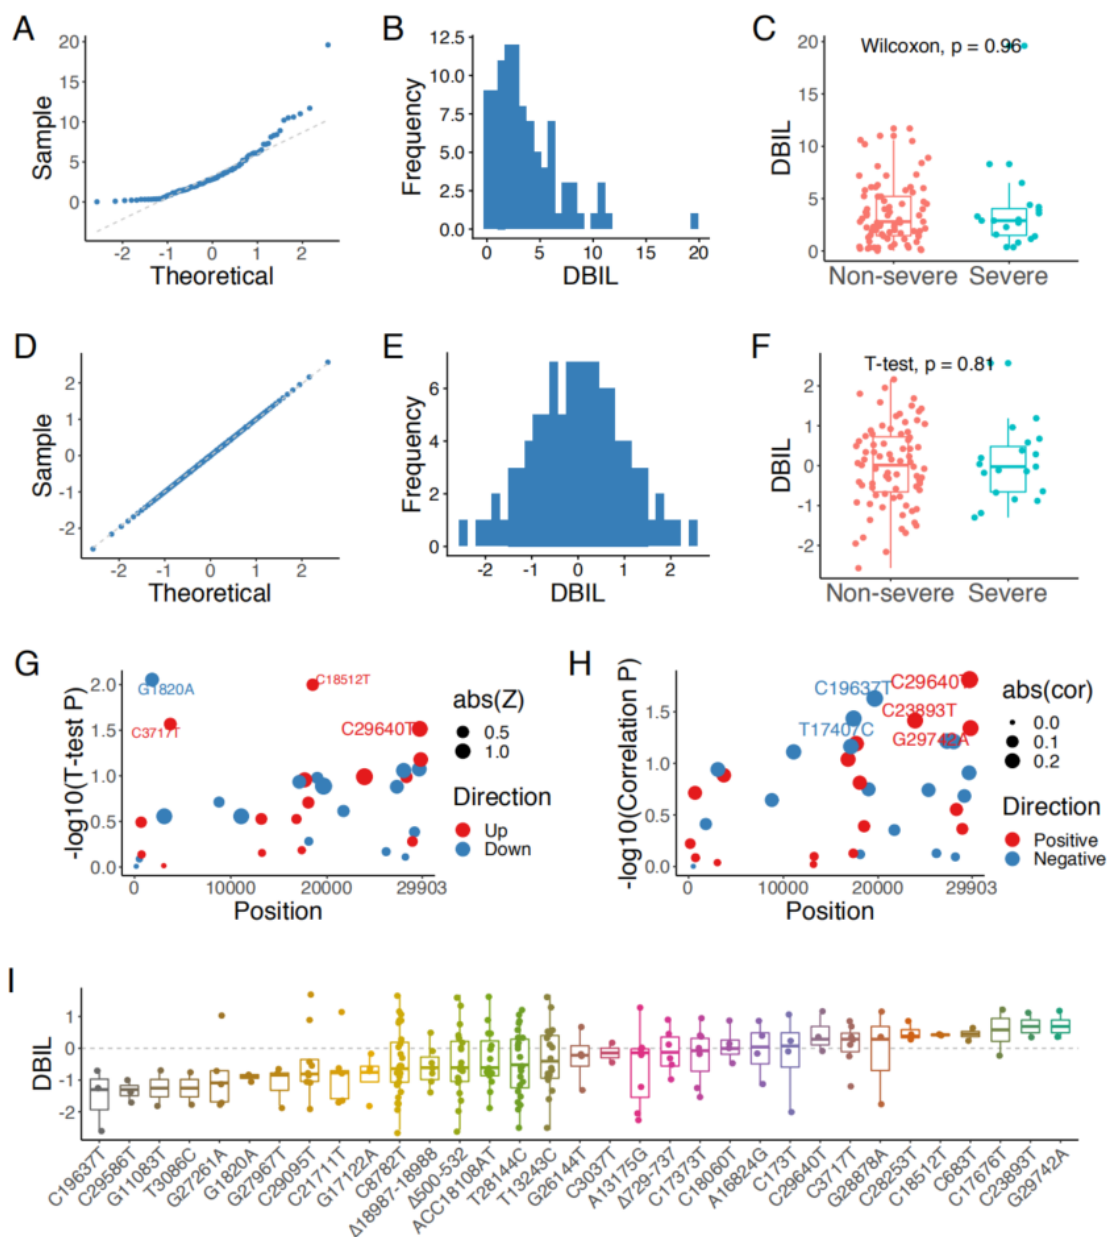 A
B
C
20
15
10
5
0
Sample
-2
-1
0
1
2
Theoretical
12.5
10.0
7.5
5.0
2.5
0.0
Frequency
0
5
10
15
20
DBIL
Wilcoxon, p = 0.96
20
15
10
5
0
DBIL
Non-severe
Severe
D
E
F
2
1
0
-1
-2
Sample
-2
-1
0
1
2
Theoretical
6
4
2
0
Frequency
-2
-1
0
1
2
DBIL
T-test, p = 0.81
2
1
0
-1
-2
DBIL
Non-severe
Severe
G
H
2.0
1.5
1.0
0.5
0.0
-log10(T-test P)
G1820A
C18512T
C3717T
C29640T
0
10000
20000
29903
Position
abs(Z)
0.5
1.0
Direction
Up
Down
1.5
1.0
0.5
0.0
-log10(Correlation P)
C19637T
C29640T
C23893T
T17407C
G29742A
0
10000
20000
29903
Position
abs(cor)
0.0
0.1
0.2
Direction
Positive
Negative
I
1
0
-1
-2
DBIL
C19637T
C29586T
G11083T
T3086C
G27261A
G1820A
G27967T
C29095T
C21711T
G17122A
C8782T
Δ18987-18988
Δ500-532
ACC18108AT
T28144C
T13243C
G26144T
C3037T
A13175G
Δ729-737
C17373T
C18060T
A16824G
C1173T
C29640T
C3717T
G28878A
C28253T
C18512T
C683T
C17676T
C23893T
G29742A